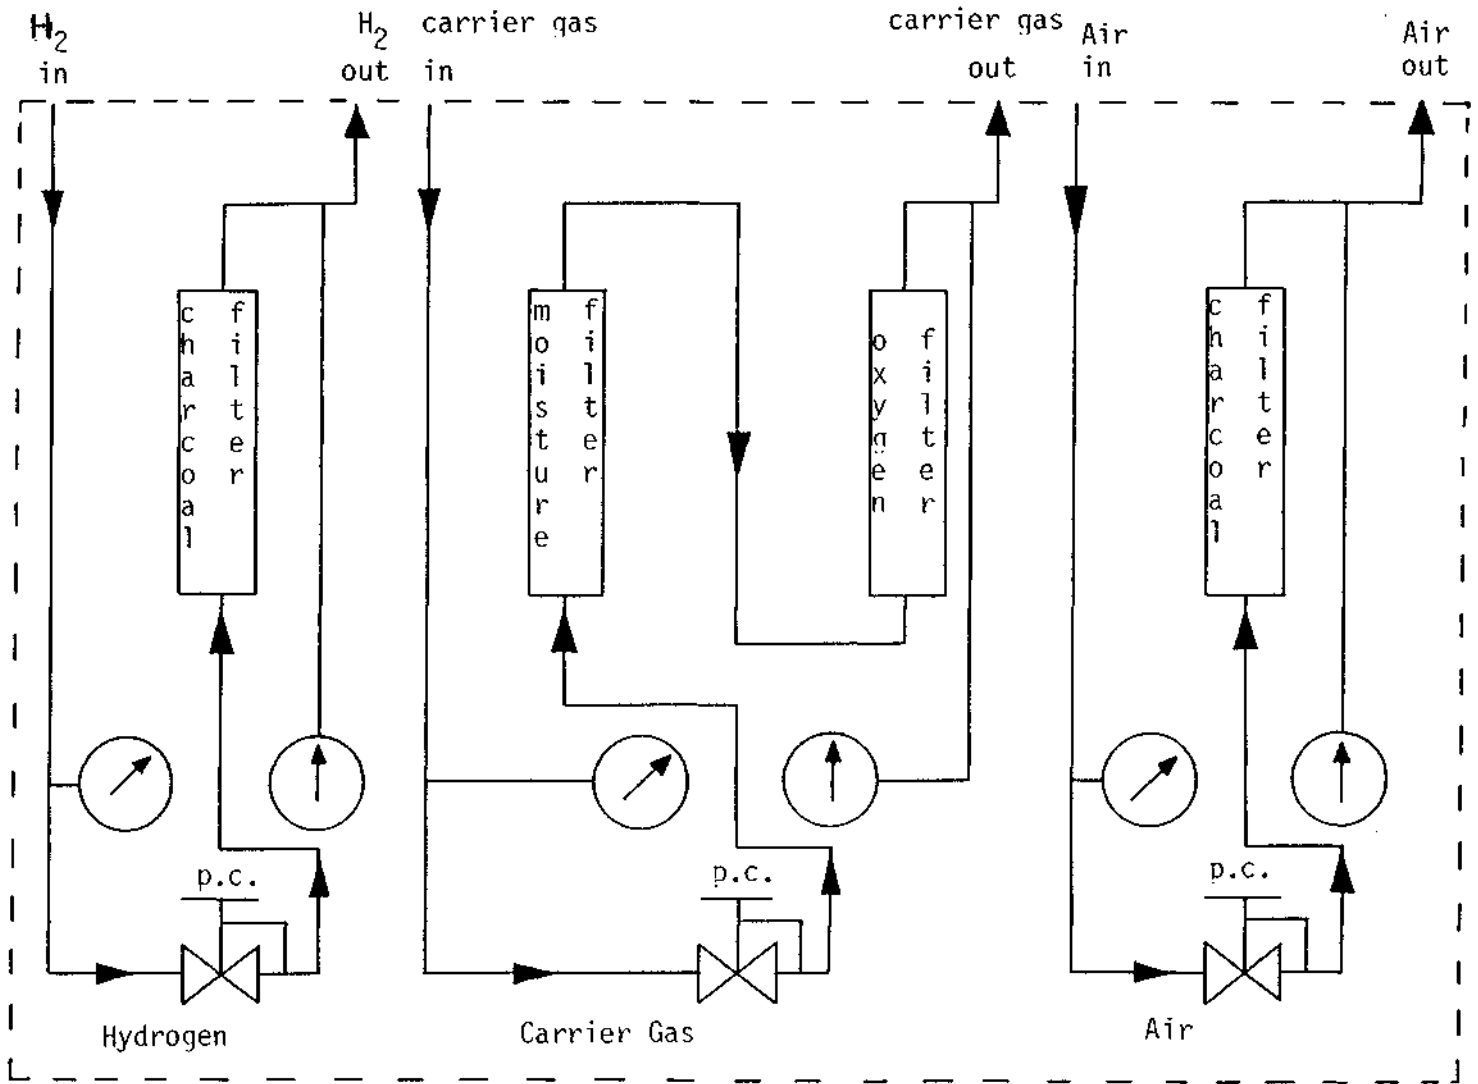 H2
in
H2
out
carrier gas
in
carrier gas
out
Air
in
Air
out
charcoal
filter
moisture
filter
oxygen
filter
charcoal
filter
p.c.
p.c.
p.c.
Hydrogen
Carrier Gas
Air